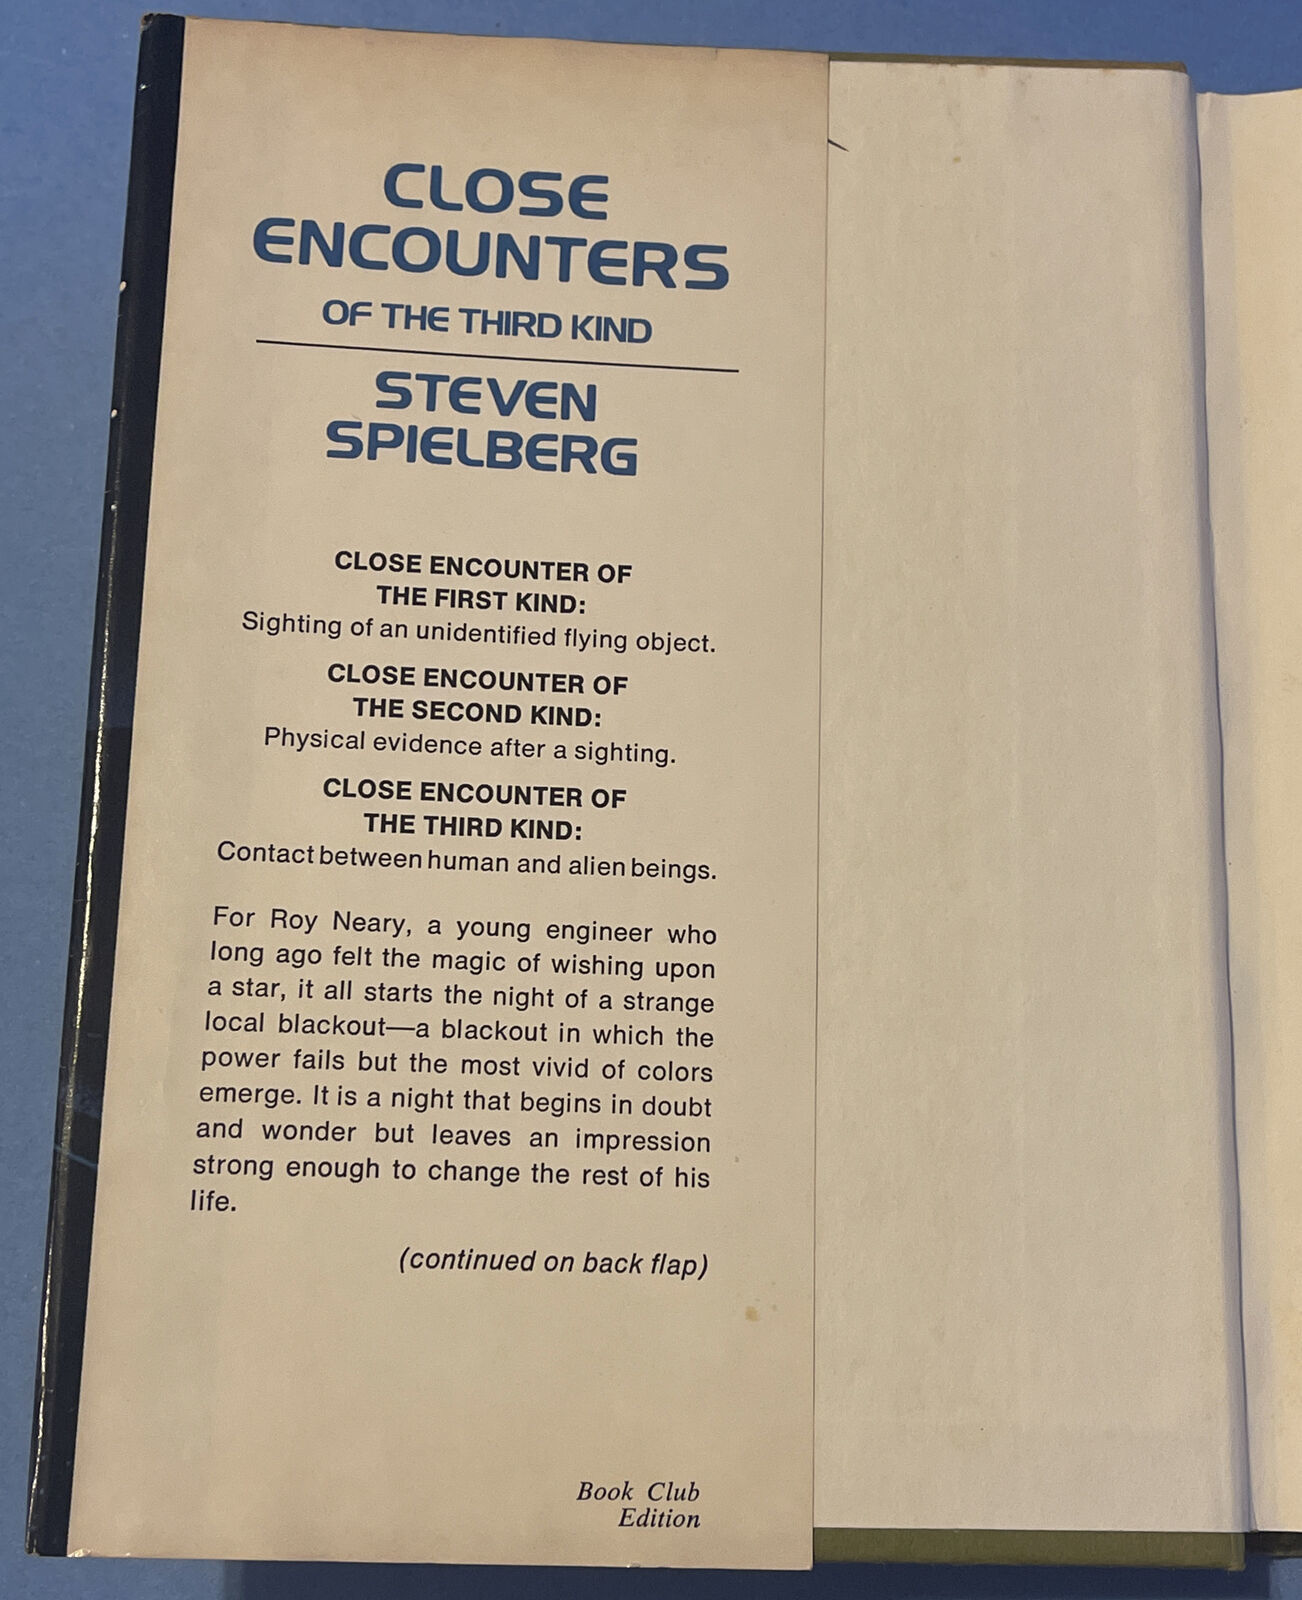 CLOSE
ENCOUNTERS
OF THE THIRD KIND
STEVEN
SPIELBERG
CLOSE ENCOUNTER OF
THE FIRST KIND:
Sighting of an unidentified flying object.
CLOSE ENCOUNTER OF
THE SECOND KIND:
Physical evidence after a sighting.
CLOSE ENCOUNTER OF
THE THIRD KIND:
Contact between human and alien beings.
For Roy Neary, a young engineer who
long ago felt the magic of wishing upon
a star, it all starts the night of a strange
local blackout—a blackout in which the
power fails but the most vivid of colors
emerge. It is a night that begins in doubt
and wonder but leaves an impression
strong enough to change the rest of his
life.
(continued on back flap)
Book Club
Edition